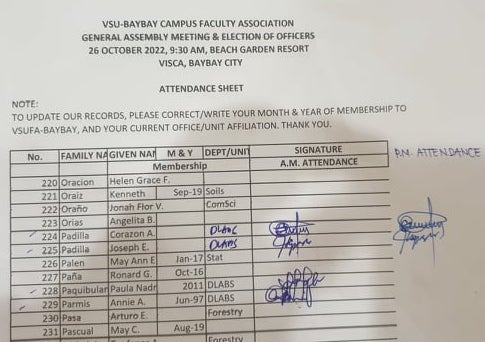 VSU-BAYBAY CAMPUS FACULTY ASSOCIATION
GENERAL ASSEMBLY MEETING & ELECTION OF OFFICERS
26 OCTOBER 2022, 9:30 AM, BEACH GARDEN RESORT
VISCA, BAYBAY CITY
ATTENDANCE SHEET
NOTE:
TO UPDATE OUR RECORDS, PLEASE CORRECT/WRITE YOUR MONTH & YEAR OF MEMBERSHIP TO
VSUFA-BAYBAY, AND YOUR CURRENT OFFICE/UNIT AFFILIATION. THANK YOU.
No. FAMILY NA GIVEN NAM M & Y DEPT/UNIT SIGNATURE
Membership A.M. ATTENDANCE P.M. ATTENDANCE
220 Oracion Helen Grace F.
221 Oraiz Kenneth Sep-19 Soils
222 Oraño Jonah Flor V. ComSci
223 Orias Angelita B.
224 Padilla Corazon A. DLABS
225 Padilla Joseph E. DLABS
226 Palen May Ann E Jan-17 Stat
227 Paña Ronard G. Oct-16
228 Paquibulan Paula Nadr 2011 DLABS
229 Parmis Annie A. Jun-97 DLABS
230 Pasa Arturo E. Forestry
231 Pascual May C. Aug-19
Forestry